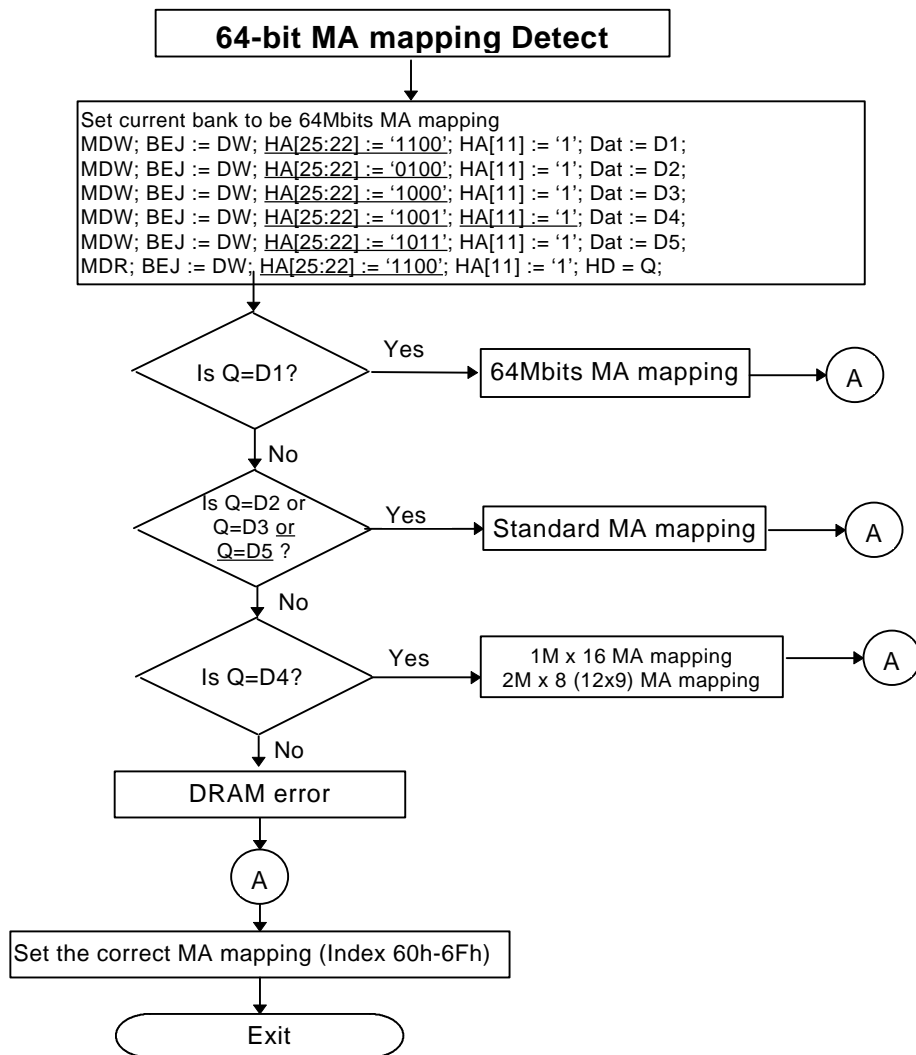 64-bit MA mapping Detect
Set current bank to be 64Mbits MA mapping
MDW; BEJ := DW; HA[25:22] := ‘1100’; HA[11] := ‘1’; Dat := D1;
MDW; BEJ := DW; HA[25:22] := ‘0100’; HA[11] := ‘1’; Dat := D2;
MDW; BEJ := DW; HA[25:22] := ‘1000’; HA[11] := ‘1’; Dat := D3;
MDW; BEJ := DW; HA[25:22] := ‘1001’; HA[11] := ‘1’; Dat := D4;
MDW; BEJ := DW; HA[25:22] := ‘1011’; HA[11] := ‘1’; Dat := D5;
MDR; BEJ := DW; HA[25:22] := ‘1100’; HA[11] := ‘1’; HD = Q;
Is Q=D1?
Yes
64Mbits MA mapping
A
No
Is Q=D2 or
Q=D3 or
Q=D5 ?
Yes
Standard MA mapping
A
No
Is Q=D4?
Yes
1M x 16 MA mapping
2M x 8 (12x9) MA mapping
A
No
DRAM error
A
Set the correct MA mapping (Index 60h-6Fh)
Exit